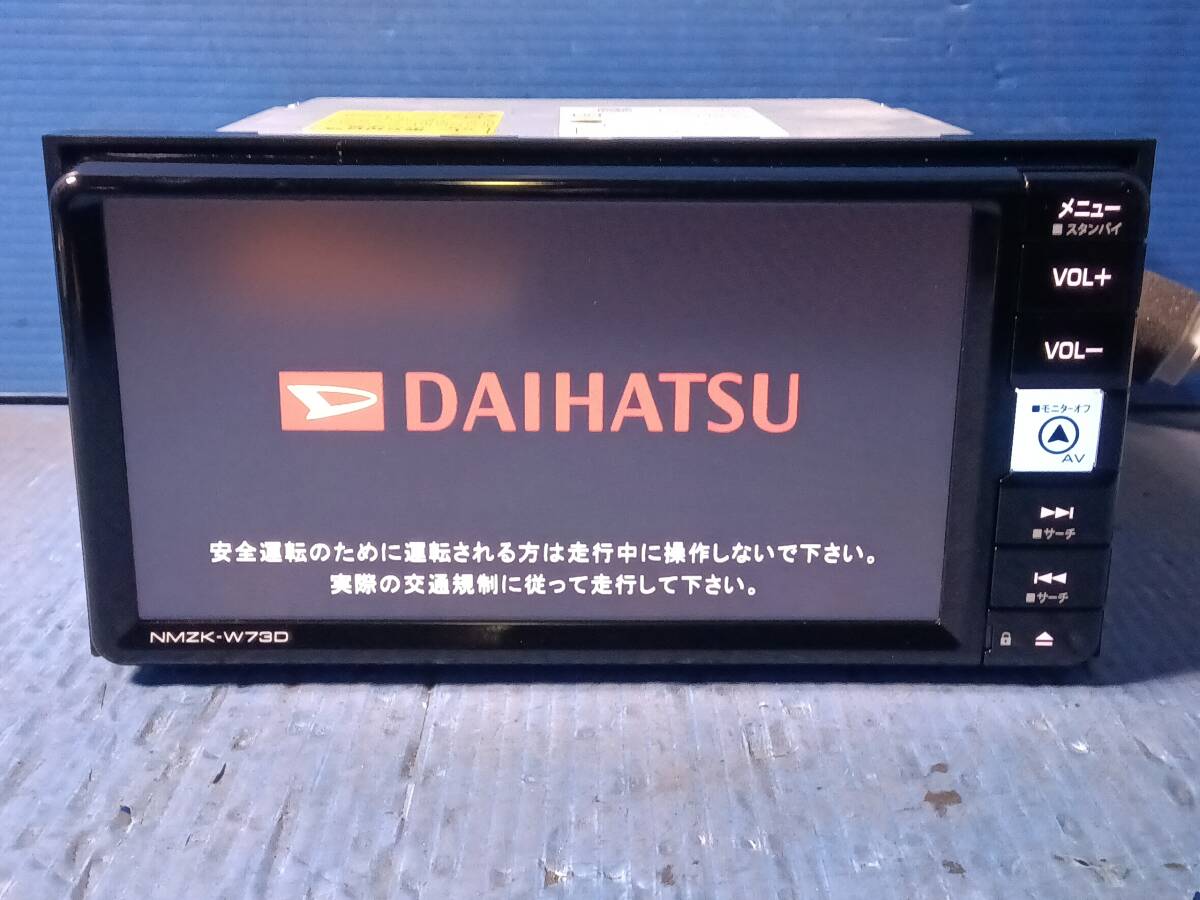 メニュー
■ スタンバイ
VOL+
VOL−
■モニターオフ
AV
■サーチ
■サーチ
DAIHATSU
安全運転のために運転される方は走行中に操作しないで下さい。
実際の交通規制に従って走行して下さい。
NMZK-W73D